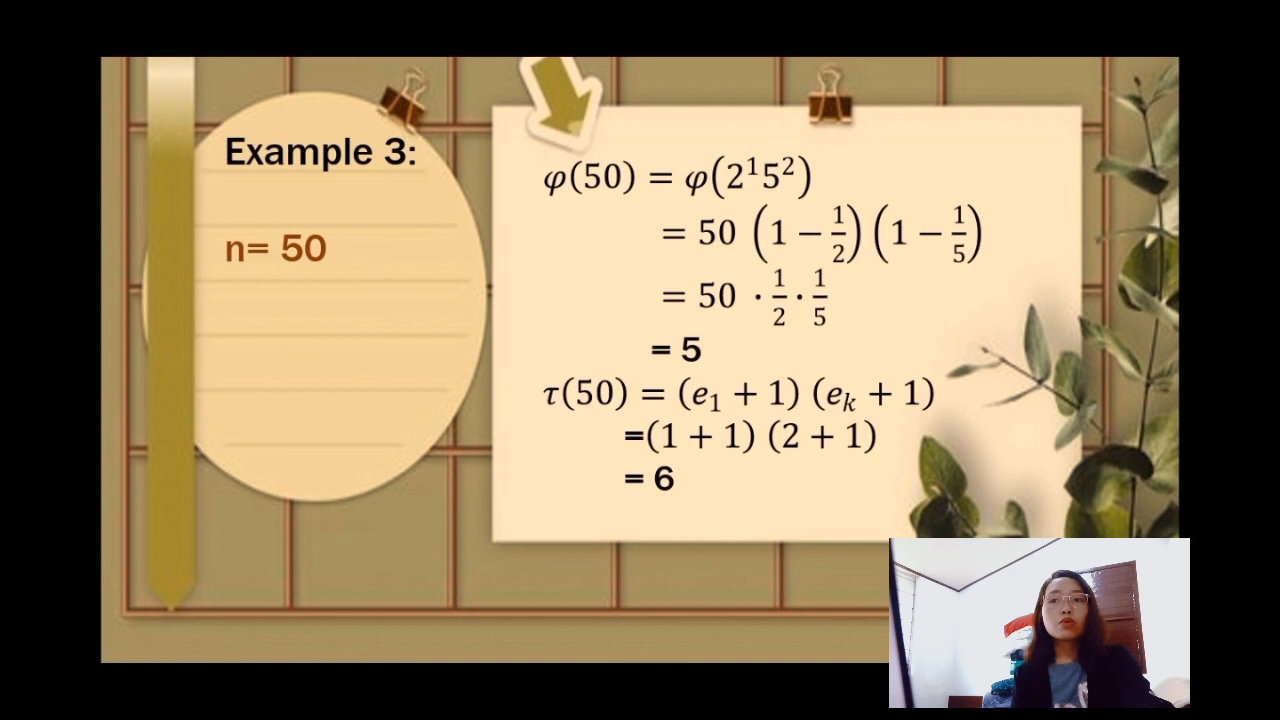 Example 3:
n= 50
φ(50) = φ(2¹5²)
= 50 (1 − 1/2) (1 − 1/5)
= 50 · 1/2 · 1/5
= 5
τ(50) = (e₁ + 1) (eₖ + 1)
=(1 + 1) (2 + 1)
= 6